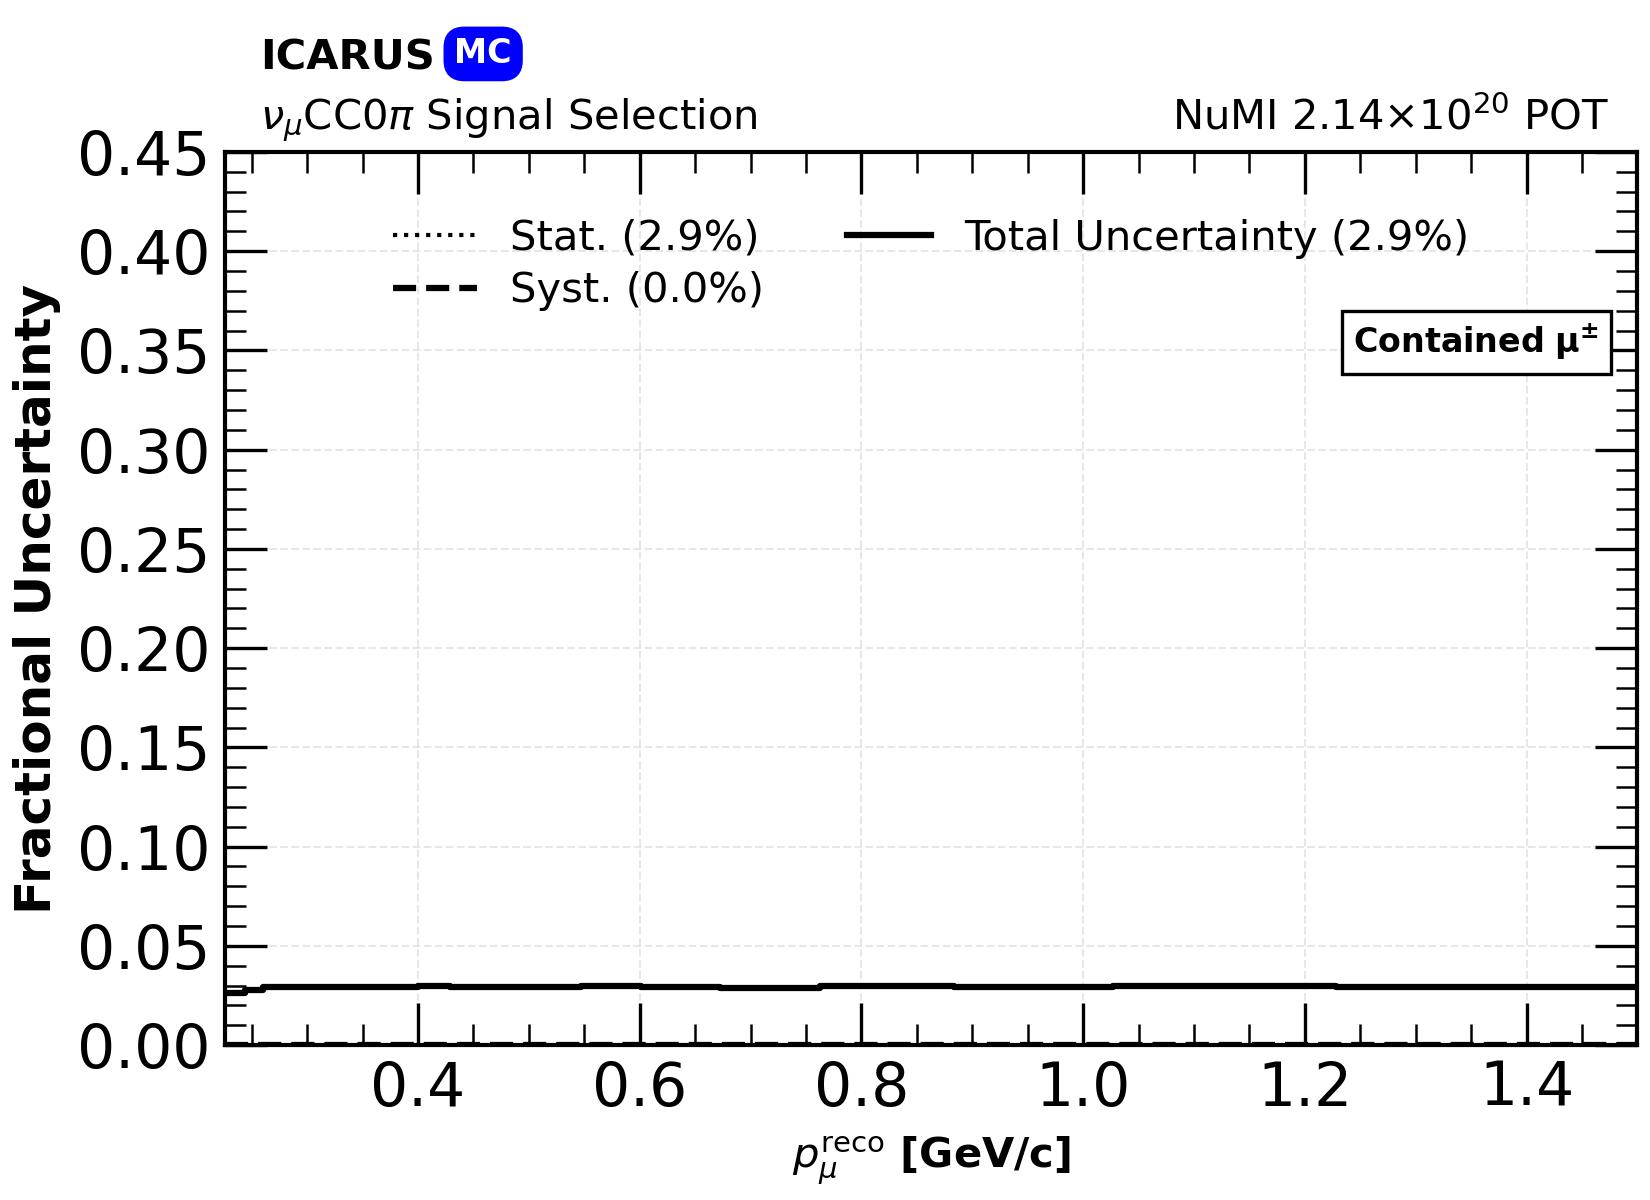 ICARUS MC
νμCC0π Signal Selection NuMI 2.14×10²⁰ POT
0.45
Stat. (2.9%) Total Uncertainty (2.9%)
0.40
Syst. (0.0%)
0.35
Contained μ±
0.30
0.25
0.20
0.15
0.10
0.05
0.00
Fractional Uncertainty
0.4 0.6 0.8 1.0 1.2 1.4
pμ^reco [GeV/c]